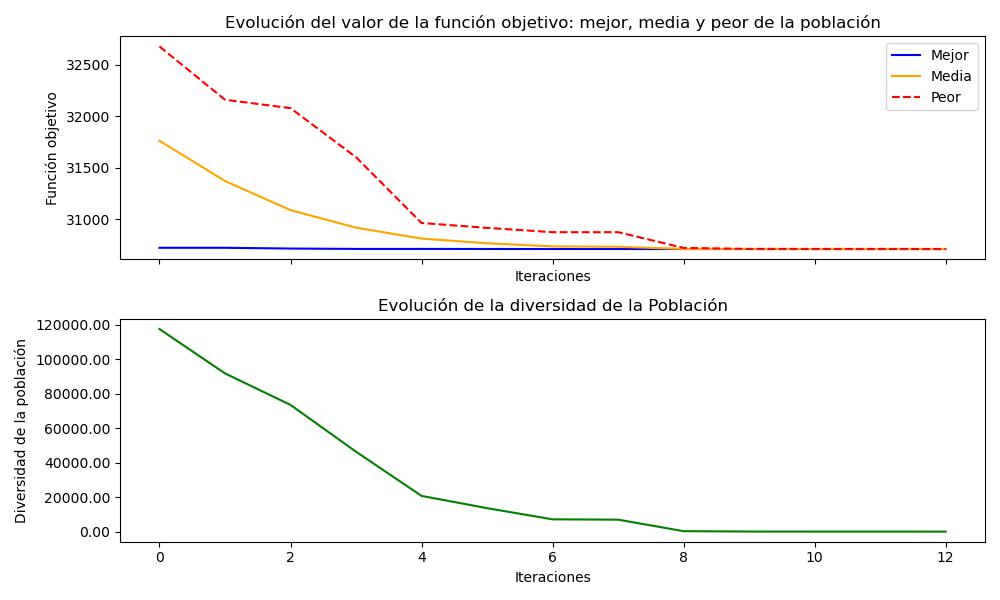 Evolución del valor de la función objetivo: mejor, media y peor de la población
Función objetivo
32500
32000
31500
31000
Mejor
Media
Peor
Iteraciones
Evolución de la diversidad de la Población
Diversidad de la población
120000.00
100000.00
80000.00
60000.00
40000.00
20000.00
0.00
0 2 4 6 8 10 12
Iteraciones